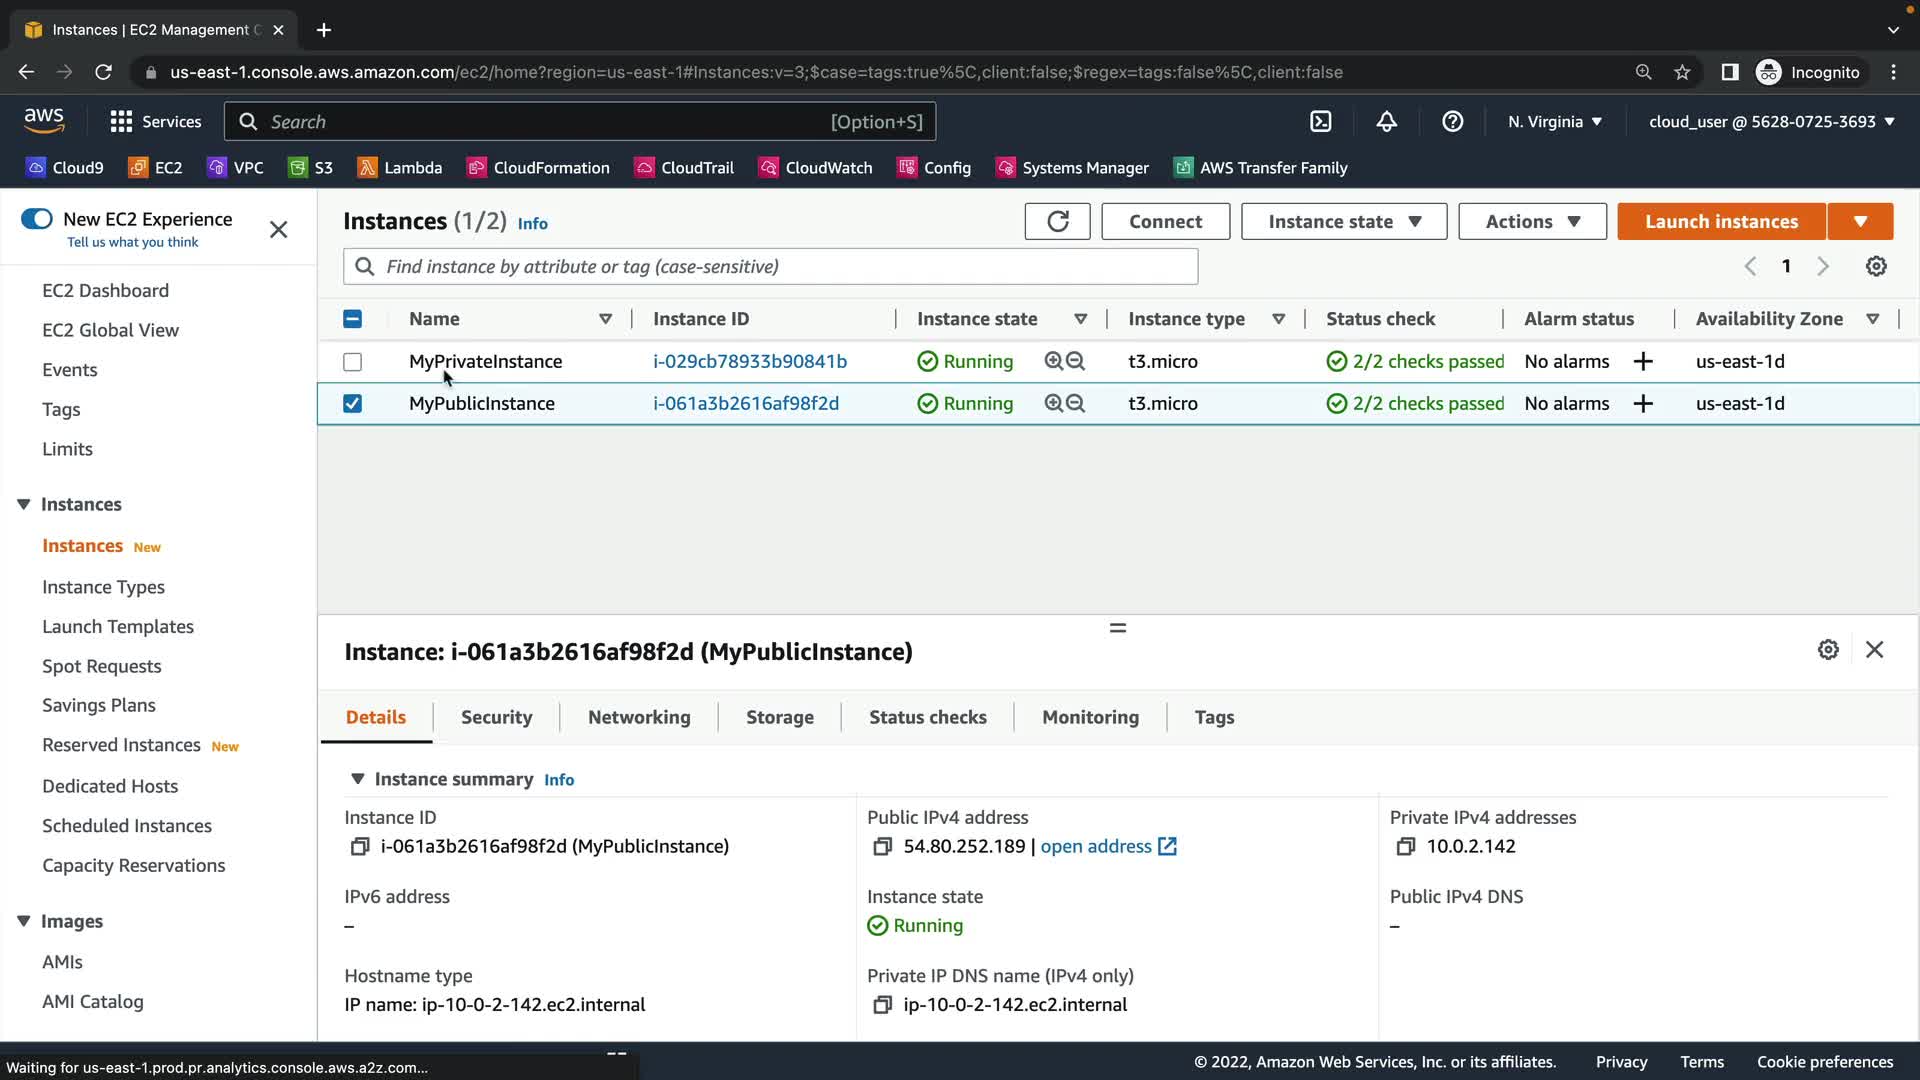 Instances | EC2 Management C
us-east-1.console.aws.amazon.com/ec2/home?region=us-east-1#Instances:v=3;$case=tags:true%5C,client:false;$regex=tags:false%5C,client:false
Incognito
aws
Services
Search
[Option+S]
N. Virginia
cloud_user @ 5628-0725-3693
Cloud9
EC2
VPC
S3
Lambda
CloudFormation
CloudTrail
CloudWatch
Config
Systems Manager
AWS Transfer Family
New EC2 Experience
Tell us what you think
EC2 Dashboard
EC2 Global View
Events
Tags
Limits
Instances
Instances New
Instance Types
Launch Templates
Spot Requests
Savings Plans
Reserved Instances New
Dedicated Hosts
Scheduled Instances
Capacity Reservations
Images
AMIs
AMI Catalog
Instances (1/2) Info
Connect
Instance state
Actions
Launch instances
Find instance by attribute or tag (case-sensitive)
1
Name Instance ID Instance state Instance type Status check Alarm status Availability Zone
MyPrivateInstance i-029cb78933b90841b Running t3.micro 2/2 checks passed No alarms + us-east-1d
MyPublicInstance i-061a3b2616af98f2d Running t3.micro 2/2 checks passed No alarms + us-east-1d
Instance: i-061a3b2616af98f2d (MyPublicInstance)
Details Security Networking Storage Status checks Monitoring Tags
Instance summary Info
Instance ID
i-061a3b2616af98f2d (MyPublicInstance)
Public IPv4 address
54.80.252.189 | open address
Private IPv4 addresses
10.0.2.142
IPv6 address
–
Instance state
Running
Public IPv4 DNS
–
Hostname type
IP name: ip-10-0-2-142.ec2.internal
Private IP DNS name (IPv4 only)
ip-10-0-2-142.ec2.internal
Waiting for us-east-1.prod.pr.analytics.console.aws.a2z.com...
© 2022, Amazon Web Services, Inc. or its affiliates.
Privacy
Terms
Cookie preferences